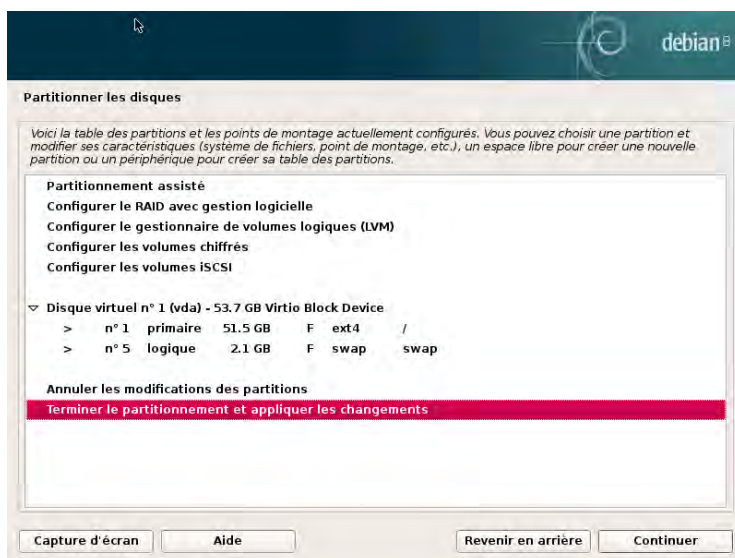 debian 8
Partitionner les disques
Voici la table des partitions et les points de montage actuellement configurés. Vous pouvez choisir une partition et
modifier ses caractéristiques (système de fichiers, point de montage, etc.), un espace libre pour créer une nouvelle
partition ou un périphérique pour créer sa table des partitions.
Partitionnement assisté
Configurer le RAID avec gestion logicielle
Configurer le gestionnaire de volumes logiques (LVM)
Configurer les volumes chiffrés
Configurer les volumes iSCSI
Disque virtuel n° 1 (vda) - 53.7 GB Virtio Block Device
> n° 1 primaire 51.5 GB F ext4 /
> n° 5 logique 2.1 GB F swap swap
Annuler les modifications des partitions
Terminer le partitionnement et appliquer les changements
Capture d'écran Aide Revenir en arrière Continuer